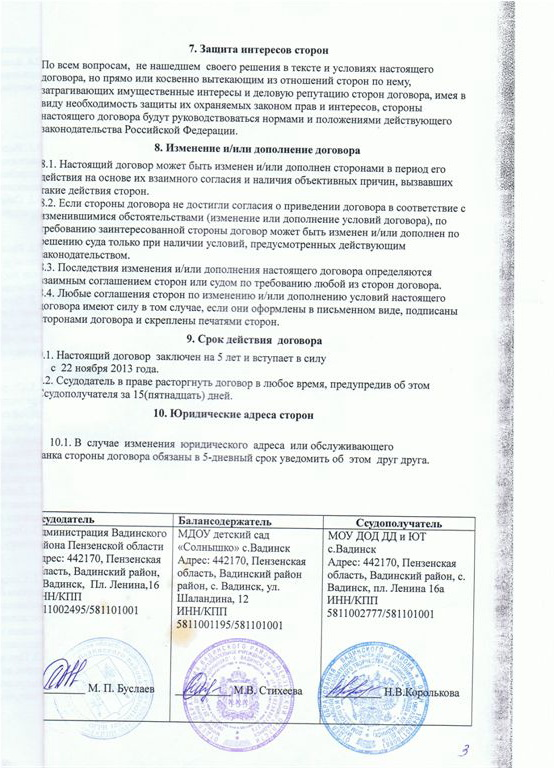 7. Защита интересов сторон
По всем вопросам, не нашедшем своего решения в тексте и условиях настоящего
договора, но прямо или косвенно вытекающим из отношений сторон по нему,
затрагивающих имущественные интересы и деловую репутацию сторон договора, имея в
виду необходимость защиты их охраняемых законом прав и интересов, стороны
настоящего договора будут руководствоваться нормами и положениями действующего
законодательства Российской Федерации.
8. Изменение и/или дополнение договора
8.1. Настоящий договор может быть изменен и/или дополнен сторонами в период его
действия на основе их взаимного согласия и наличия объективных причин, вызвавших
такие действия сторон.
8.2. Если стороны договора не достигли согласия о приведении договора в соответствие с
изменившимися обстоятельствами (изменение или дополнение условий договора), по
требованию заинтересованной стороны договор может быть изменен и/или дополнен по
решению суда только при наличии условий, предусмотренных действующим
законодательством.
8.3. Последствия изменения и/или дополнения настоящего договора определяются
взаимным соглашением сторон или судом по требованию любой из сторон договора.
8.4. Любые соглашения сторон по изменению и/или дополнению условий настоящего
договора имеют силу в том случае, если они оформлены в письменном виде, подписаны
сторонами договора и скреплены печатями сторон.
9. Срок действия договора
.1. Настоящий договор заключен на 5 лет и вступает в силу
с 22 ноября 2013 года.
.2. Ссудодатель в праве расторгнуть договор в любое время, предупредив об этом
Ссудополучателя за 15(пятнадцать) дней.
10. Юридические адреса сторон
10.1. В случае изменения юридического адреса или обслуживающего
анка стороны договора обязаны в 5-дневный срок уведомить об этом друг друга.
судодатель
дминистрация Вадинского
йона Пензенской области
дрес: 442170, Пензенская
ласть, Вадинский район,
Вадинск, Пл. Ленина,16
НН/КПП
11002495/581101001
М. П. Буслаев
Балансодержатель
МДОУ детский сад
«Солнышко» с.Вадинск
Адрес: 442170, Пензенская
область, Вадинский район
район, с. Вадинск, ул.
Шаландина, 12
ИНН/КПП
5811001195/581101001
М.В. Стихеева
Ссудополучатель
МОУ ДОД ДД и ЮТ
с.Вадинск
Адрес: 442170, Пензенская
область, Вадинский район, с.
Вадинск, пл. Ленина 16а
ИНН/КПП
5811002777/581101001
Н.В.Королькова
3